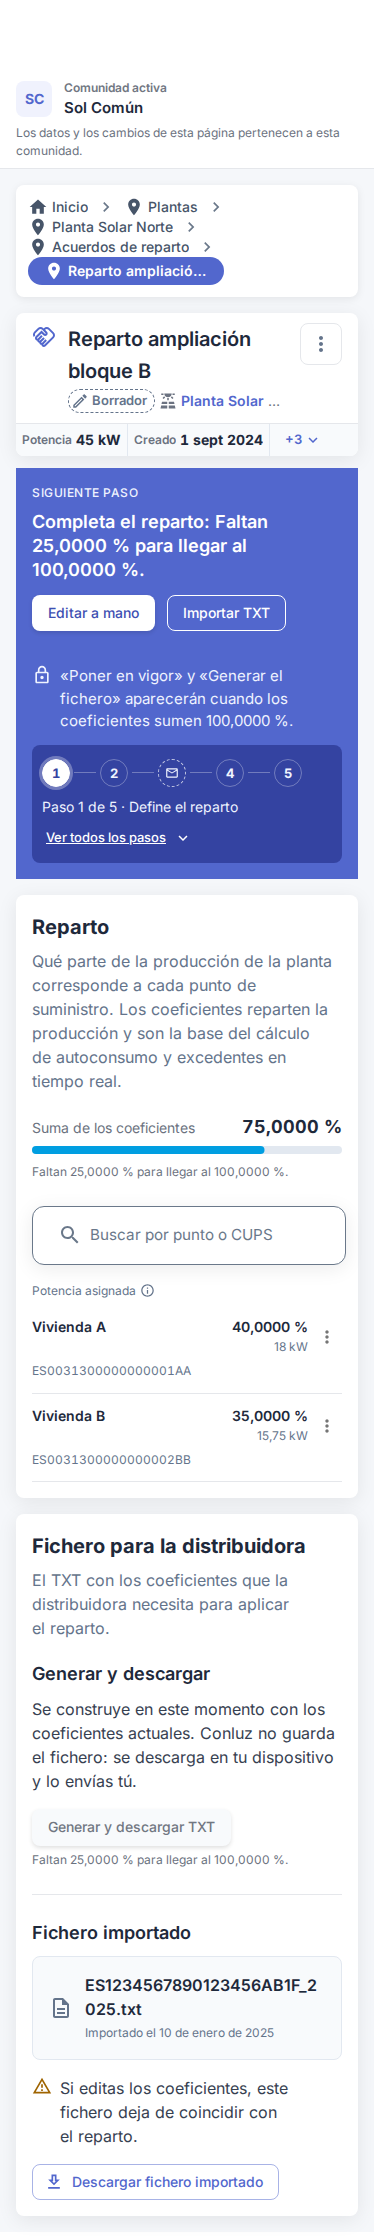 SC
Comunidad activa
Sol Común
Los datos y los cambios de esta página pertenecen a esta
comunidad.
Inicio
Plantas
Planta Solar Norte
Acuerdos de reparto
Reparto ampliació...
Reparto ampliación
bloque B
Borrador
Planta Solar ...
Potencia 45 kW
Creado 1 sept 2024
+3
SIGUIENTE PASO
Completa el reparto: Faltan
25,0000 % para llegar al
100,0000 %.
Editar a mano
Importar TXT
«Poner en vigor» y «Generar el
fichero» aparecerán cuando los
coeficientes sumen 100,0000 %.
1
2
4
5
Paso 1 de 5 · Define el reparto
Ver todos los pasos
Reparto
Qué parte de la producción de la planta
corresponde a cada punto de
suministro. Los coeficientes reparten la
producción y son la base del cálculo
de autoconsumo y excedentes en
tiempo real.
Suma de los coeficientes
75,0000 %
Faltan 25,0000 % para llegar al 100,0000 %.
Buscar por punto o CUPS
Potencia asignada
Vivienda A
40,0000 %
18 kW
ES0031300000000001AA
Vivienda B
35,0000 %
15,75 kW
ES0031300000000002BB
Fichero para la distribuidora
El TXT con los coeficientes que la
distribuidora necesita para aplicar
el reparto.
Generar y descargar
Se construye en este momento con los
coeficientes actuales. Conluz no guarda
el fichero: se descarga en tu dispositivo
y lo envías tú.
Generar y descargar TXT
Faltan 25,0000 % para llegar al 100,0000 %.
Fichero importado
ES1234567890123456AB1F_2
025.txt
Importado el 10 de enero de 2025
Si editas los coeficientes, este
fichero deja de coincidir con
el reparto.
Descargar fichero importado